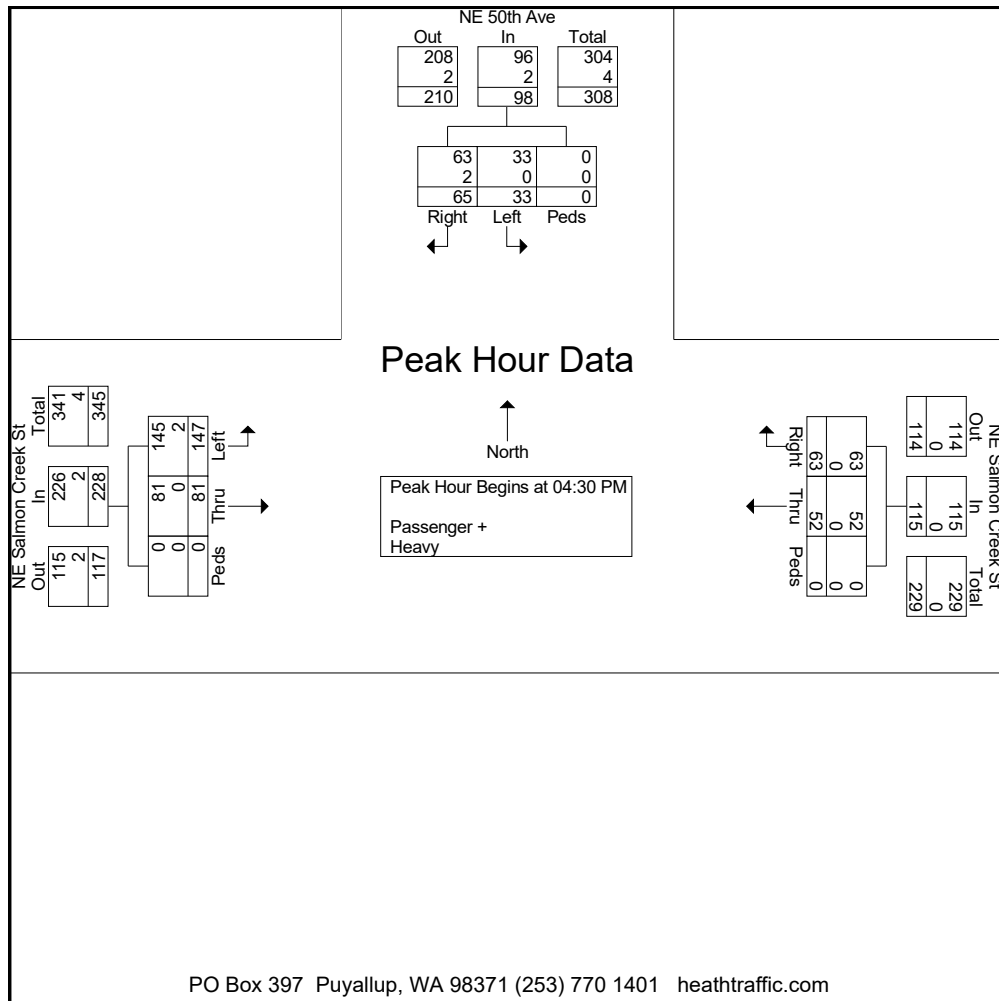 NE 50th Ave
Out In Total
208 96 304
2 2 4
210 98 308
63 33 0
2 0 0
65 33 0
Right Left Peds
Peak Hour Data
North
Peak Hour Begins at 04:30 PM
Passenger +
Heavy
NE Salmon Creek St
Total In Out
341 226 115
4 2 2
345 228 117
145 81 0
2 0 0
147 81 0
Left Thru Peds
NE Salmon Creek St
Out In Total
114 115 229
0 0 0
114 115 229
63 52 0
0 0 0
63 52 0
Right Thru Peds
PO Box 397 Puyallup, WA 98371 (253) 770 1401 heathtraffic.com